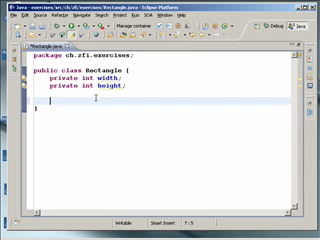 Java - exercises/src/ch/zfi/exercises/Rectangle.java - Eclipse Platform
File Edit Source Refactor Navigate Search Project Run SOA Window Help
Manage container
Debug
Java
*Rectangle.java
package ch.zfi.exercises;
public class Rectangle {
private int width;
private int height;
}
Writable
Smart Insert
7 : 5